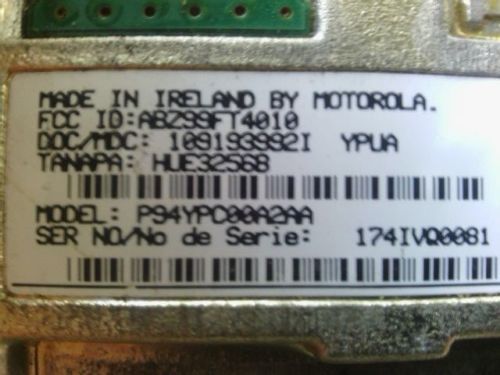 MADE IN IRELAND BY MOTOROLA.
FCC ID:ABZ99FT4010
DOC/MDC: 109193992I YPUA
TANAPA: HUE32568
MODEL: P94YPC00A2AA
SER NO/No de Serie: 174IVQ0081